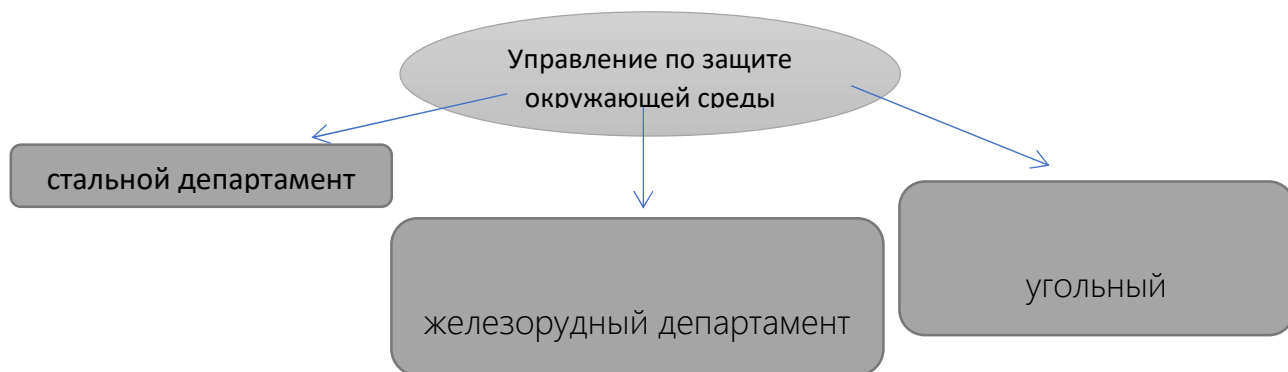 Управление по защите
окружающей среды
стальной департамент
железорудный департамент
угольный